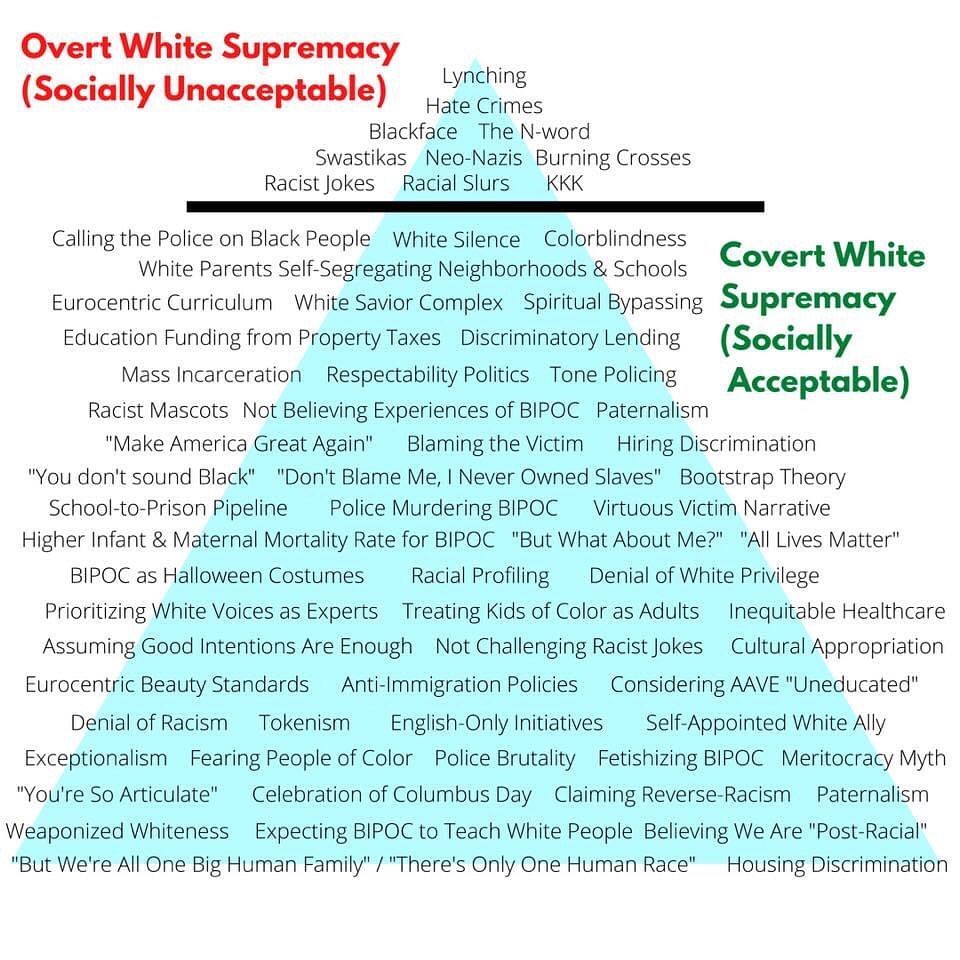 Overt White Supremacy
(Socially Unacceptable)
Lynching
Hate Crimes
Blackface The N-word
Swastikas Neo-Nazis Burning Crosses
Racist Jokes Racial Slurs KKK
Calling the Police on Black People White Silence Colorblindness
White Parents Self-Segregating Neighborhoods & Schools
Eurocentric Curriculum White Savior Complex Spiritual Bypassing
Education Funding from Property Taxes Discriminatory Lending
Mass Incarceration Respectability Politics Tone Policing
Covert White
Supremacy
(Socially
Acceptable)
Racist Mascots Not Believing Experiences of BIPOC Paternalism
"Make America Great Again" Blaming the Victim Hiring Discrimination
"You don't sound Black" "Don't Blame Me, I Never Owned Slaves" Bootstrap Theory
School-to-Prison Pipeline Police Murdering BIPOC Virtuous Victim Narrative
Higher Infant & Maternal Mortality Rate for BIPOC "But What About Me?" "All Lives Matter"
BIPOC as Halloween Costumes Racial Profiling Denial of White Privilege
Prioritizing White Voices as Experts Treating Kids of Color as Adults Inequitable Healthcare
Assuming Good Intentions Are Enough Not Challenging Racist Jokes Cultural Appropriation
Eurocentric Beauty Standards Anti-Immigration Policies Considering AAVE "Uneducated"
Denial of Racism Tokenism English-Only Initiatives Self-Appointed White Ally
Exceptionalism Fearing People of Color Police Brutality Fetishizing BIPOC Meritocracy Myth
"You're So Articulate" Celebration of Columbus Day Claiming Reverse-Racism Paternalism
Weaponized Whiteness Expecting BIPOC to Teach White People Believing We Are "Post-Racial"
"But We're All One Big Human Family" / "There's Only One Human Race" Housing Discrimination